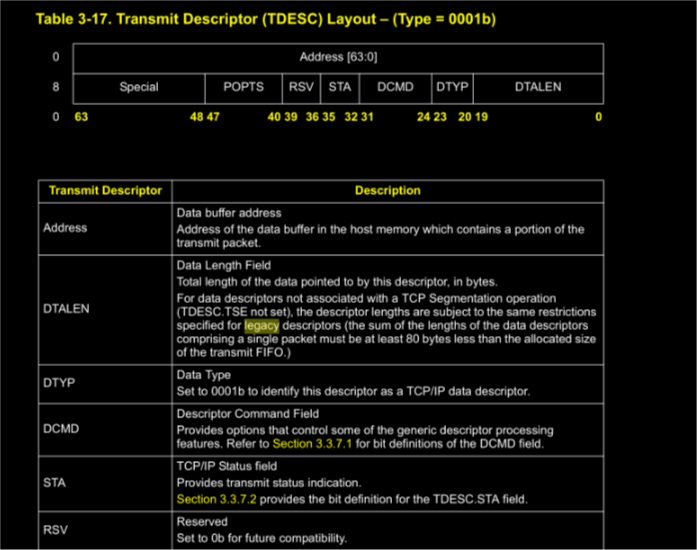 Table 3-17. Transmit Descriptor (TDESC) Layout – (Type = 0001b)
0 Address [63:0]
8 Special POPTS RSV STA DCMD DTYP DTALEN
0 63 48 47 40 39 36 35 32 31 24 23 20 19 0
Transmit Descriptor Description
Address
Data buffer address
Address of the data buffer in the host memory which contains a portion of the
transmit packet.
DTALEN
Data Length Field
Total length of the data pointed to by this descriptor, in bytes.
For data descriptors not associated with a TCP Segmentation operation
(TDESC.TSE not set), the descriptor lengths are subject to the same restrictions
specified for legacy descriptors (the sum of the lengths of the data descriptors
comprising a single packet must be at least 80 bytes less than the allocated size
of the transmit FIFO.)
DTYP
Data Type
Set to 0001b to identify this descriptor as a TCP/IP data descriptor.
DCMD
Descriptor Command Field
Provides options that control some of the generic descriptor processing
features. Refer to Section 3.3.7.1 for bit definitions of the DCMD field.
STA
TCP/IP Status field
Provides transmit status indication.
Section 3.3.7.2 provides the bit definition for the TDESC.STA field.
RSV
Reserved
Set to 0b for future compatibility.